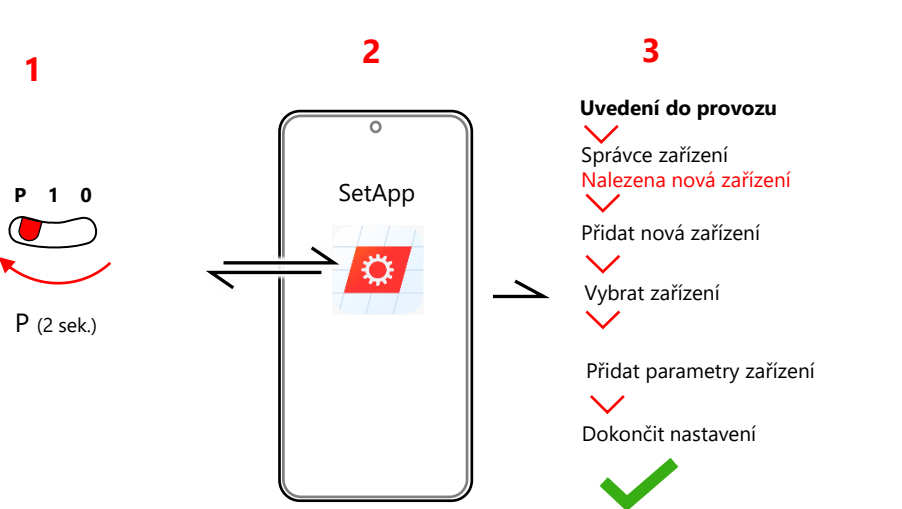 1
P 1 0
P (2 sek.)
2
SetApp
3
Uvedení do provozu
Správce zařízení
Nalezena nová zařízení
Přidat nová zařízení
Vybrat zařízení
Přidat parametry zařízení
Dokončit nastavení